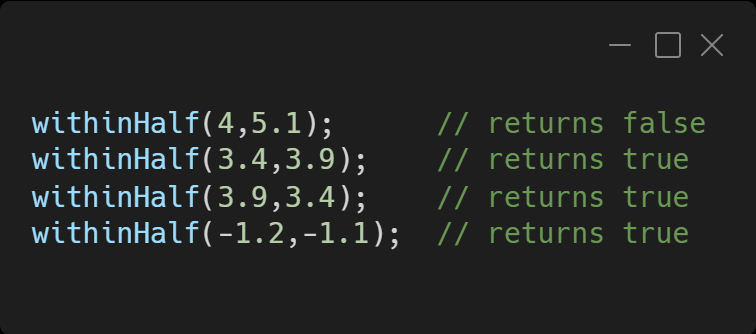 withinHalf(4,5.1);      // returns false
withinHalf(3.4,3.9);    // returns true
withinHalf(3.9,3.4);    // returns true
withinHalf(-1.2,-1.1);  // returns true